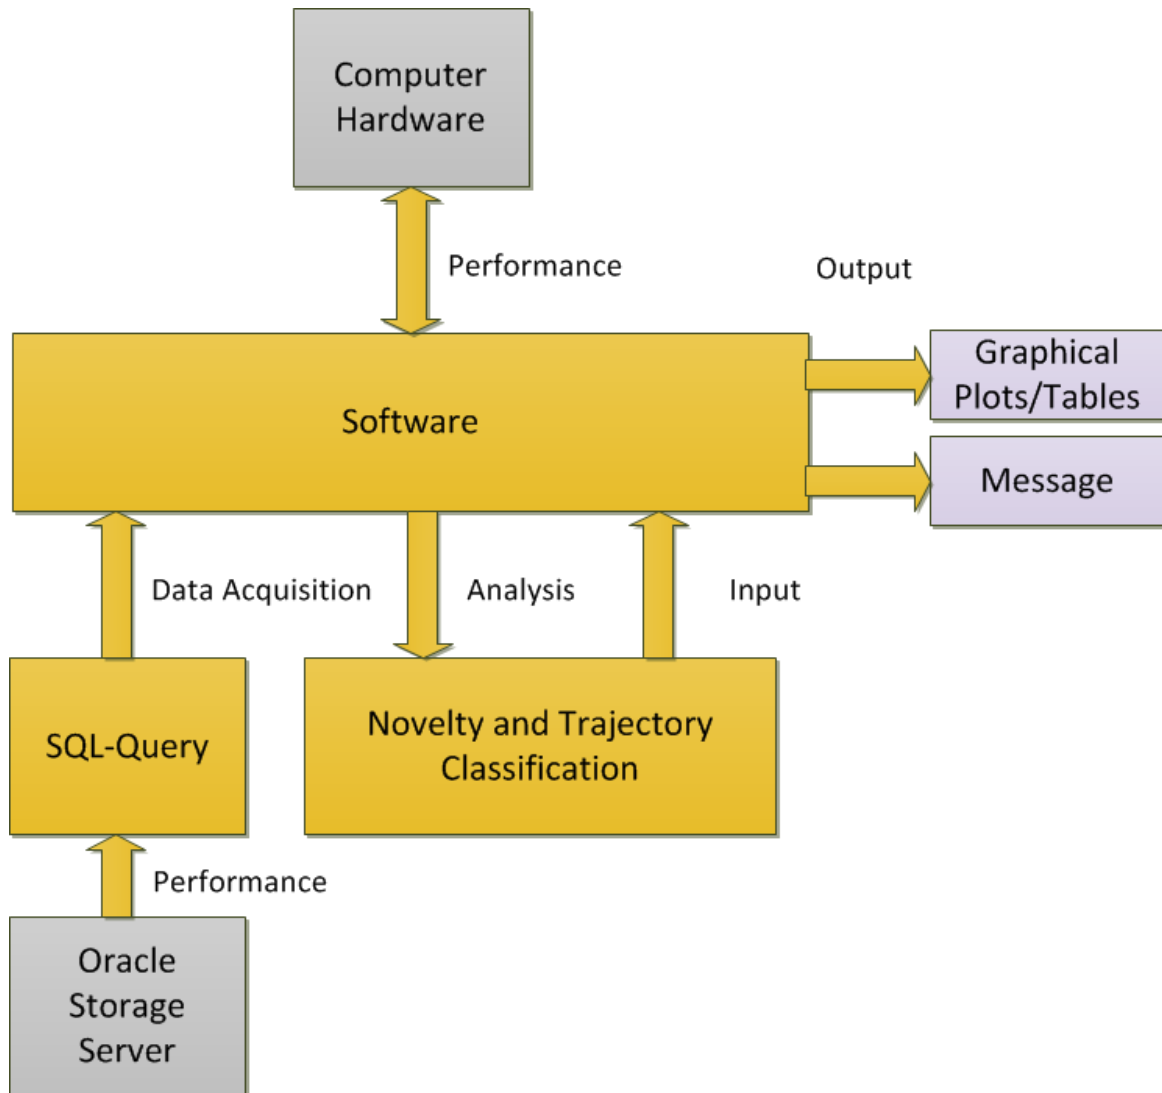 Computer
Hardware
Performance
Output
Graphical
Plots/Tables
Software
Message
Data Acquisition
Analysis
Input
Novelty and Trajectory
Classification
SQL-Query
Performance
Oracle
Storage
Server